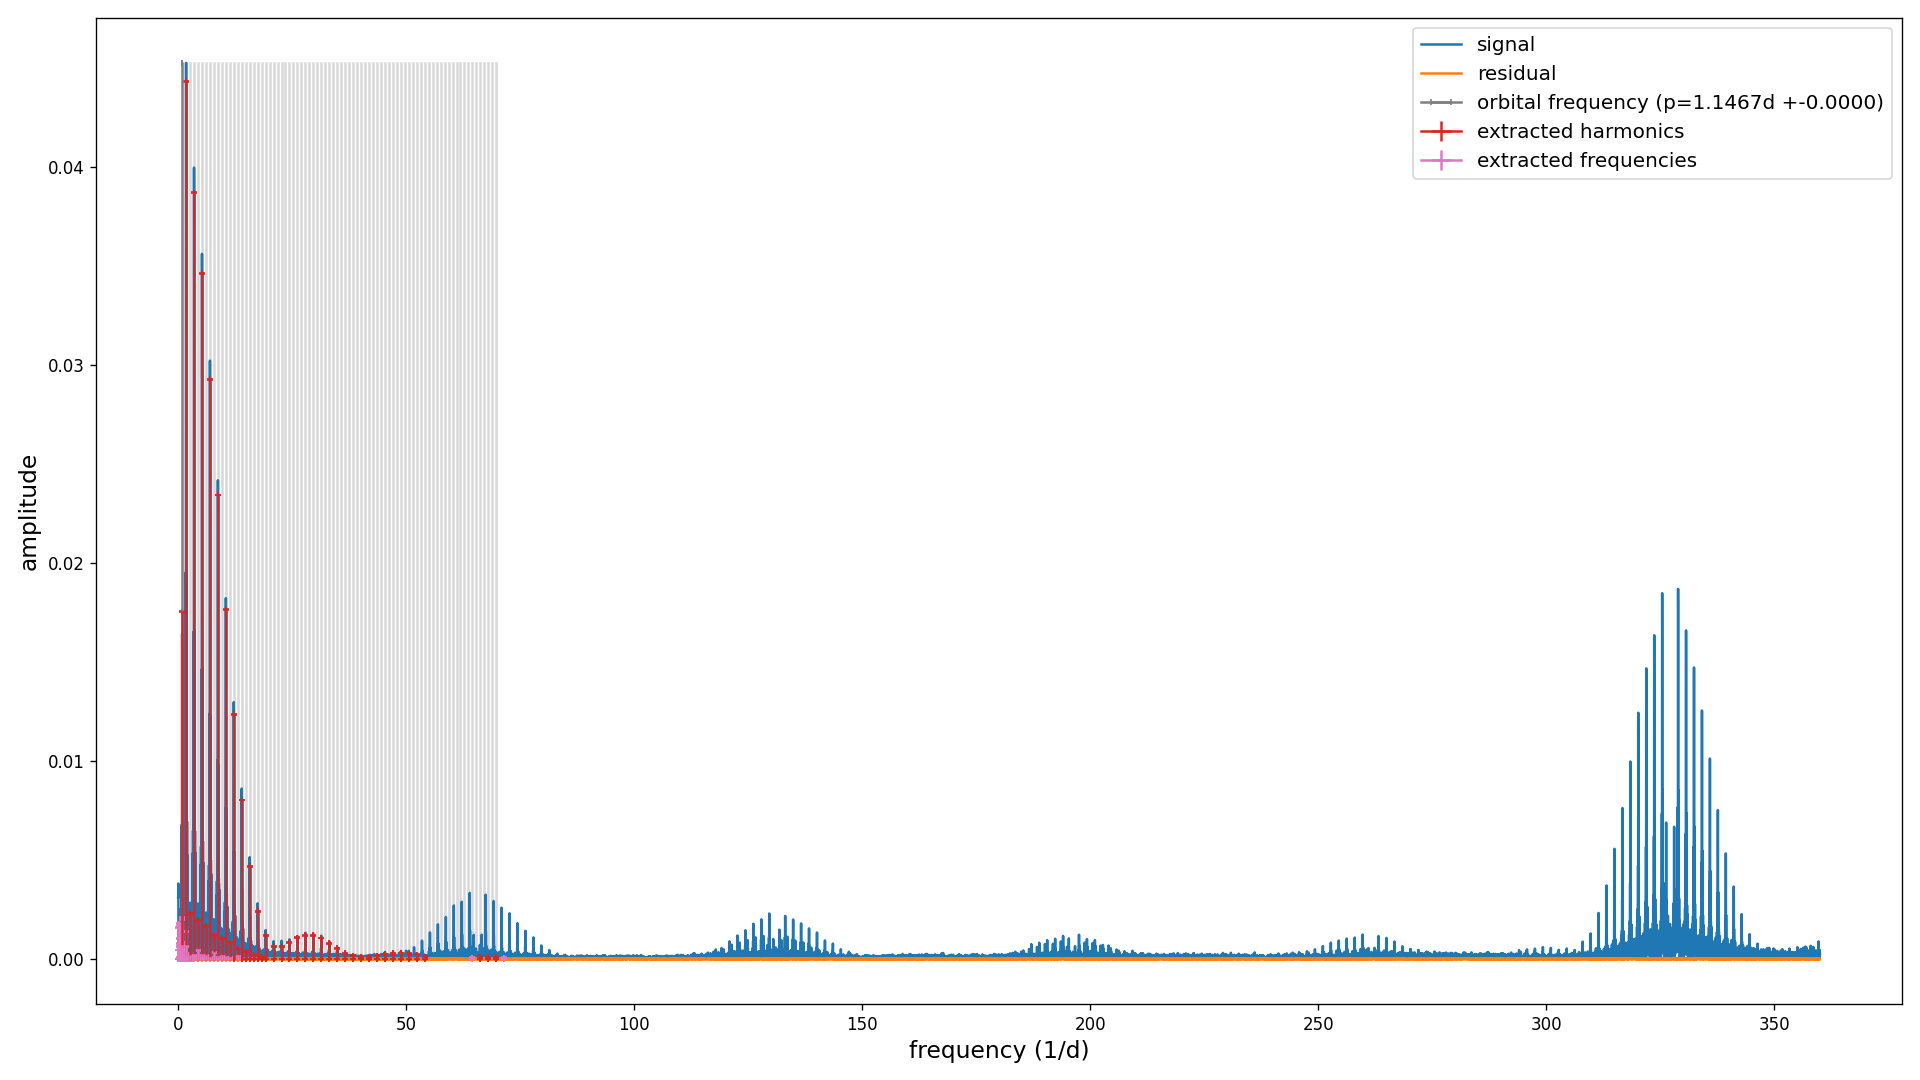 signal
residual
orbital frequency (p=1.1467d +-0.0000)
extracted harmonics
extracted frequencies
0.04
0.03
0.02
0.01
0.00
amplitude
0 50 100 150 200 250 300 350
frequency (1/d)